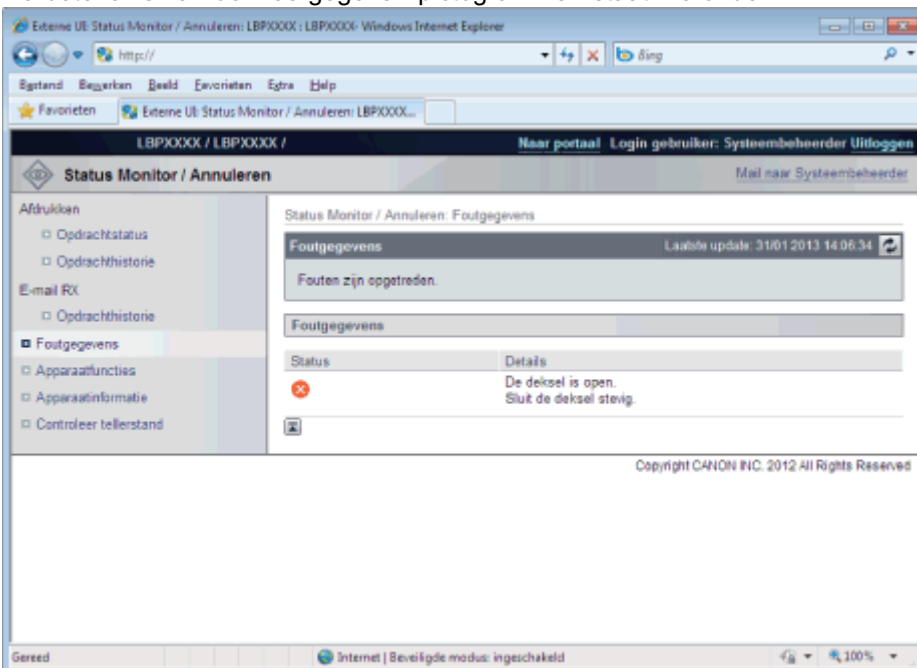 Externe UI: Status Monitor / Annuleren: LBPXXXX : LBPXXXX- Windows Internet Explorer
http://
Bing
Bestand Bewerken Beeld Favorieten Extra Help
Favorieten Externe UI: Status Monitor / Annuleren: LBPXXXX...
LBPXXXX / LBPXXXX /
Naar portaal Login gebruiker: Systeembeheerder Uitloggen
Status Monitor / Annuleren
Mail naar Systeembeheerder
Afdrukken
Opdrachtstatus
Opdrachthistorie
E-mail RX
Opdrachthistorie
Foutgegevens
Apparaatfuncties
Apparaatinformatie
Controleer tellerstand
Status Monitor / Annuleren: Foutgegevens
Foutgegevens Laatste update: 31/01 2013 14:06:34
Fouten zijn opgetreden.
Foutgegevens
Status Details
De deksel is open.
Sluit de deksel stevig.
Copyright CANON INC. 2012 All Rights Reserved
Gereed Internet | Beveiligde modus: ingeschakeld 100%